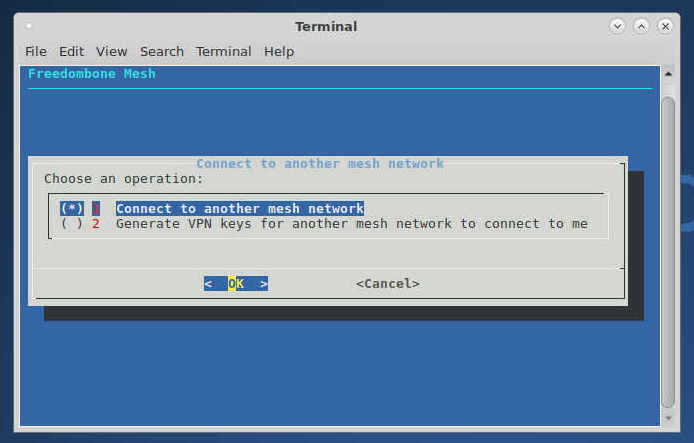 Terminal
File Edit View Search Terminal Help
Freedombone Mesh
Connect to another mesh network
Choose an operation:
(*) 1 Connect to another mesh network
( ) 2 Generate VPN keys for another mesh network to connect to me
< OK > <Cancel>